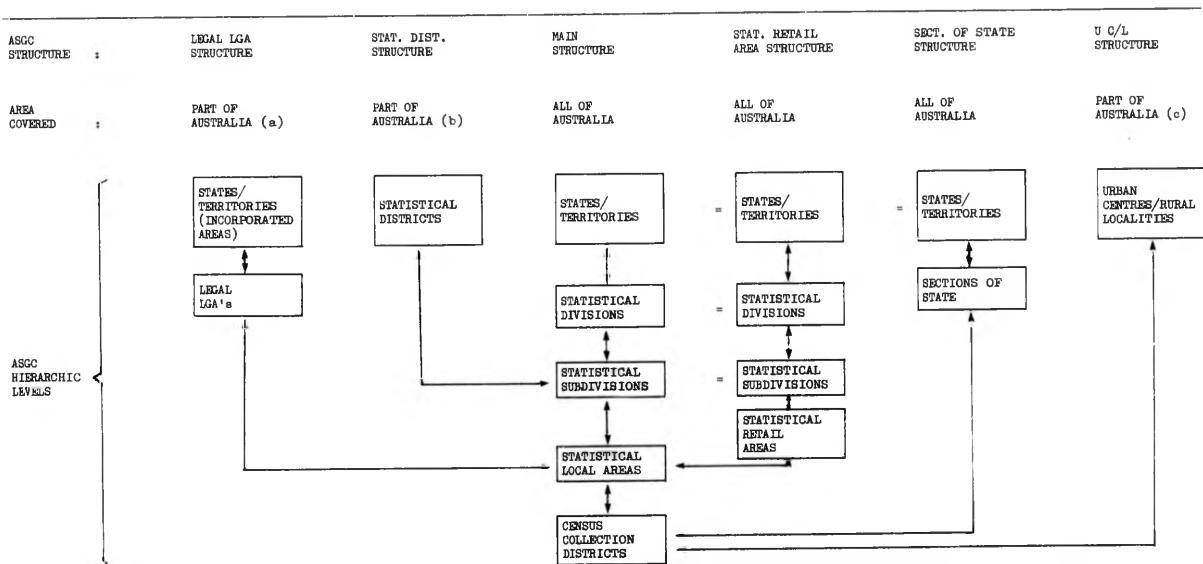 ASGC STRUCTURE :
LEGAL LGA STRUCTURE
STAT. DIST. STRUCTURE
MAIN STRUCTURE
STAT. RETAIL AREA STRUCTURE
SECT. OF STATE STRUCTURE
U C/L STRUCTURE
AREA COVERED :
PART OF AUSTRALIA (a)
PART OF AUSTRALIA (b)
ALL OF AUSTRALIA
ALL OF AUSTRALIA
ALL OF AUSTRALIA
PART OF AUSTRALIA (c)
STATES/
TERRITORIES
(INCORPORATED
AREAS)
STATISTICAL
DISTRICTS
STATES/
TERRITORIES
=
STATES/
TERRITORIES
=
STATES/
TERRITORIES
URBAN
CENTRES/RURAL
LOCALITIES
LEGAL
LGA's
SECTIONS OF
STATE
STATISTICAL
DIVISIONS
=
STATISTICAL
DIVISIONS
ASGC
HIERARCHIC
LEVELS
STATISTICAL
SUBDIVISIONS
=
STATISTICAL
SUBDIVISIONS
STATISTICAL
RETAIL
AREAS
STATISTICAL
LOCAL AREAS
CENSUS
COLLECTION
DISTRICTS